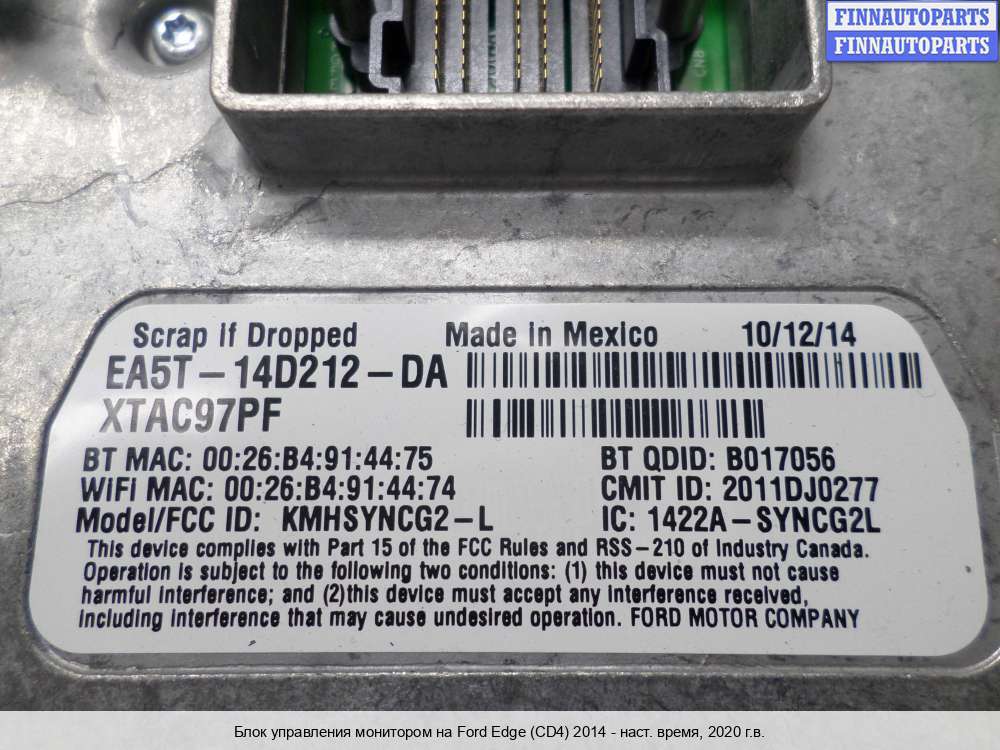 FINNAUTOPARTS
FINNAUTOPARTS
Scrap if Dropped Made in Mexico 10/12/14
EA5T-14D212-DA
XTAC97PF
BT MAC: 00:26:B4:91:44:75 BT QDID: B017056
WiFi MAC: 00:26:B4:91:44:74 CMIT ID: 2011DJ0277
Model/FCC ID: KMHSYNCG2-L IC: 1422A-SYNCG2L
This device complies with Part 15 of the FCC Rules and RSS-210 of Industry Canada.
Operation is subject to the following two conditions: (1) this device must not cause
harmful interference; and (2)this device must accept any interference received,
including interference that may cause undesired operation. FORD MOTOR COMPANY
Блок управления монитором на Ford Edge (CD4) 2014 - наст. время, 2020 г.в.